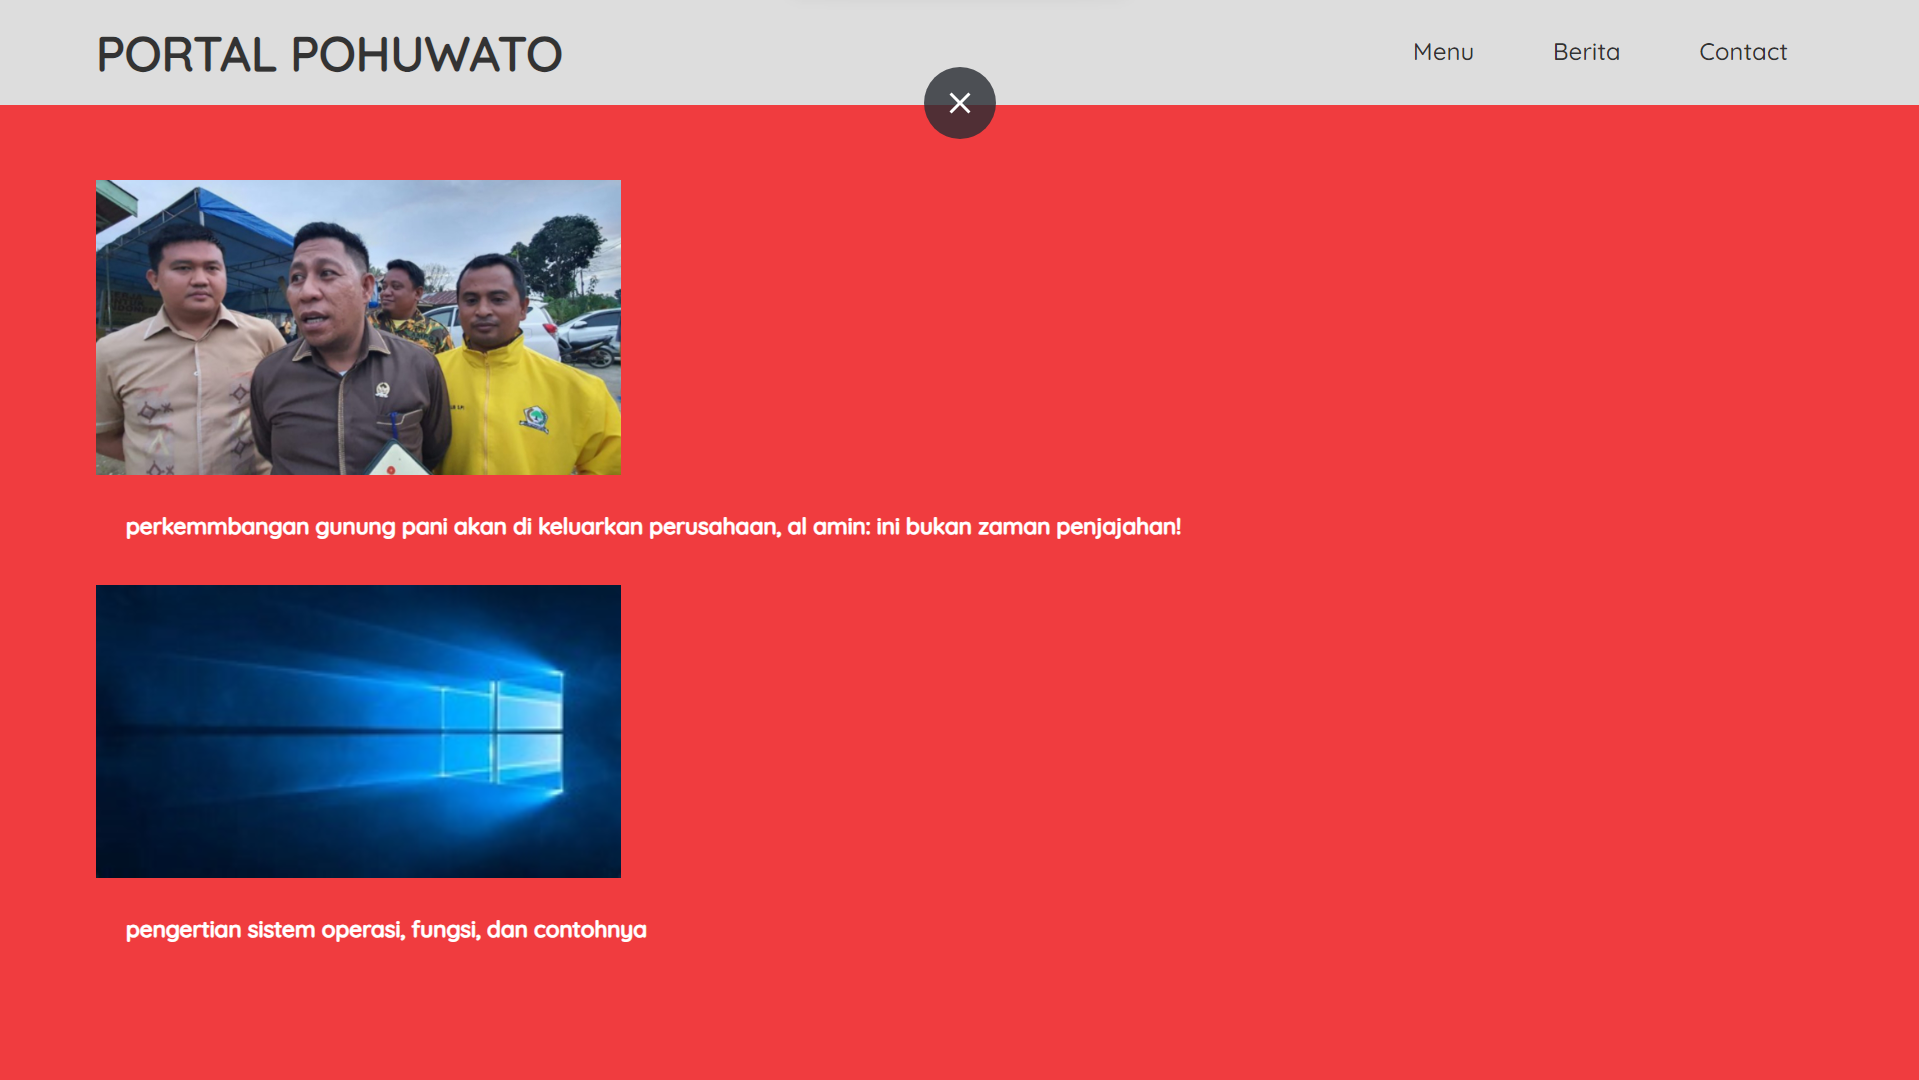 PORTAL POHUWATO
Menu
Berita
Contact
perkemmbangan gunung pani akan di keluarkan perusahaan, al amin: ini bukan zaman penjajahan!
pengertian sistem operasi, fungsi, dan contohnya